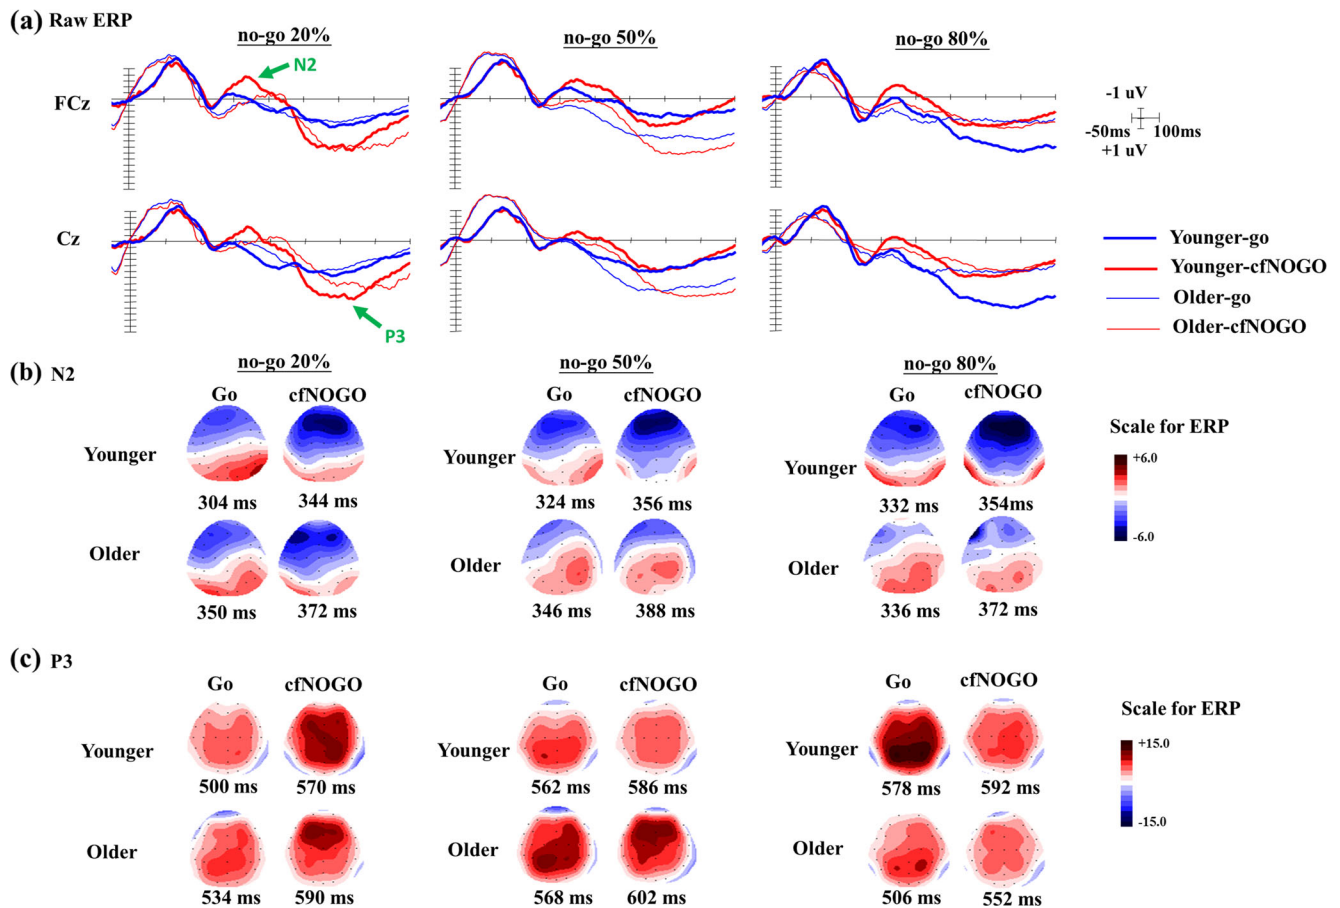 (a) Raw ERP
no-go 20% no-go 50% no-go 80%
N2
FCz
-1 uV
-50ms 100ms
+1 uV
Cz
P3
Younger-go
Younger-cfNOGO
Older-go
Older-cfNOGO
(b) N2
no-go 20% no-go 50% no-go 80%
Go cfNOGO Go cfNOGO Go cfNOGO
Younger Younger Younger
304 ms 344 ms 324 ms 356 ms 332 ms 354ms
Older Older Older
350 ms 372 ms 346 ms 388 ms 336 ms 372 ms
Scale for ERP
+6.0
-6.0
(c) P3
Go cfNOGO Go cfNOGO Go cfNOGO
Younger Younger Younger
500 ms 570 ms 562 ms 586 ms 578 ms 592 ms
Older Older Older
534 ms 590 ms 568 ms 602 ms 506 ms 552 ms
Scale for ERP
+15.0
-15.0